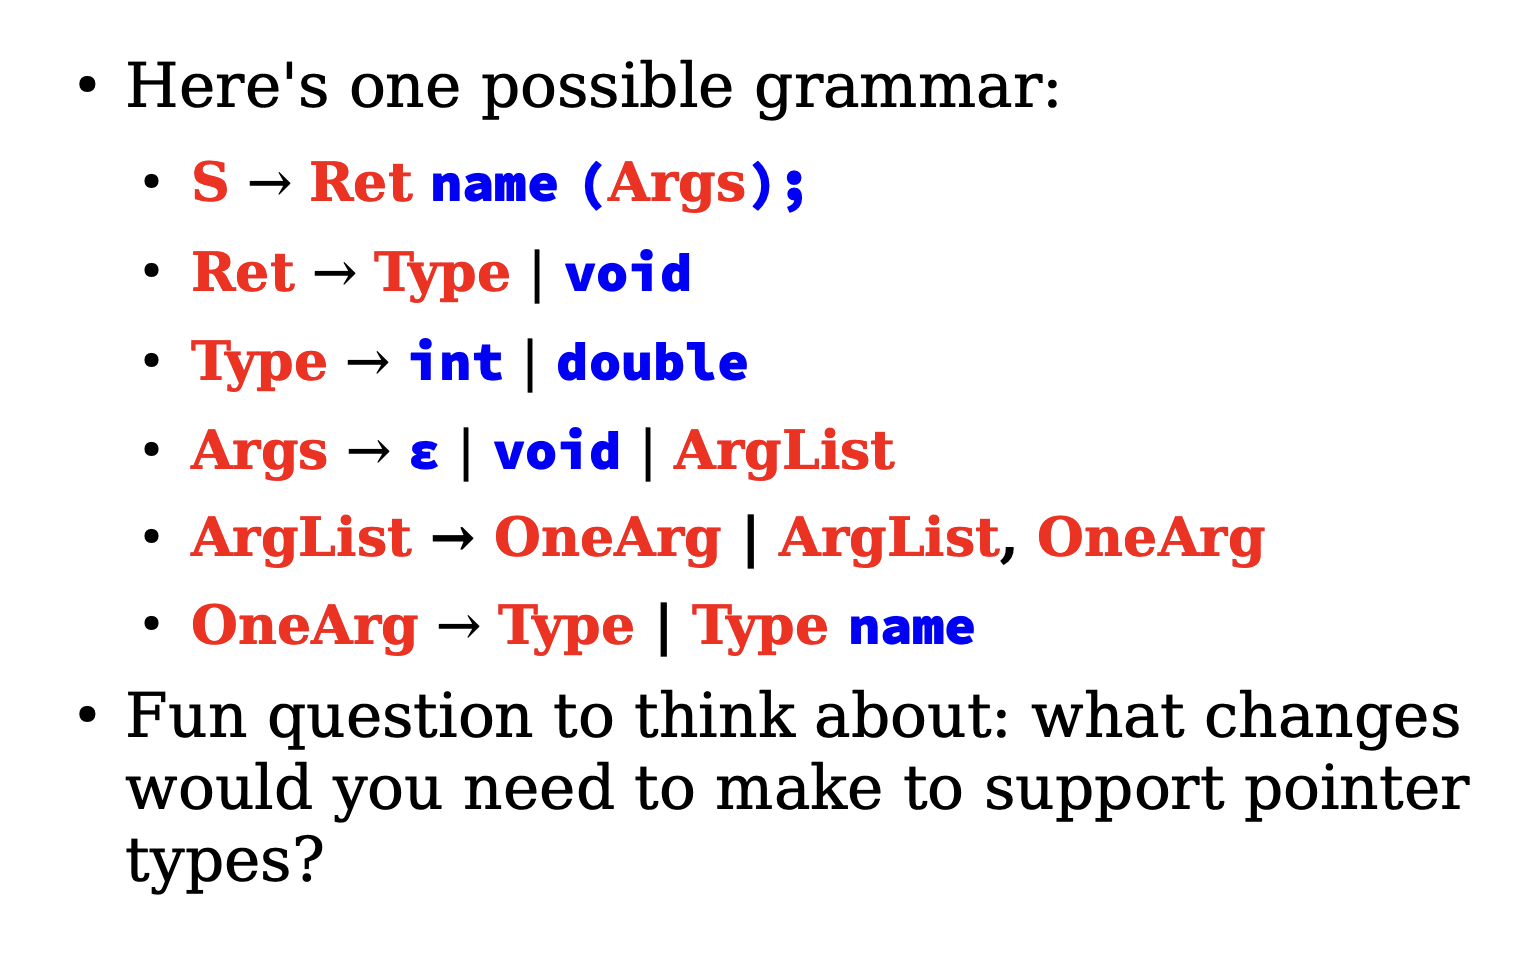 • Here's one possible grammar:
• S → Ret name (Args);
• Ret → Type | void
• Type → int | double
• Args → ε | void | ArgList
• ArgList → OneArg | ArgList, OneArg
• OneArg → Type | Type name
• Fun question to think about: what changes
would you need to make to support pointer
types?